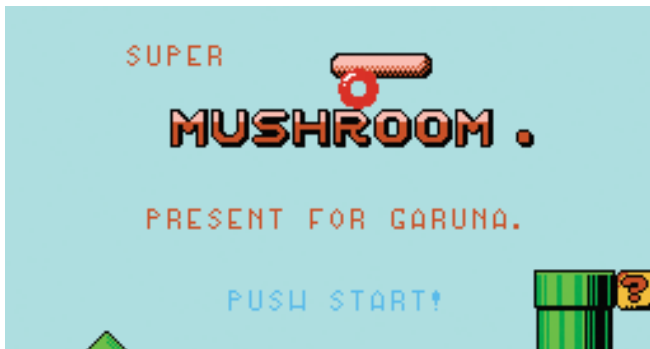 SUPER
MUSHROOM.
PRESENT FOR GARUNA.
PUSH START!
?